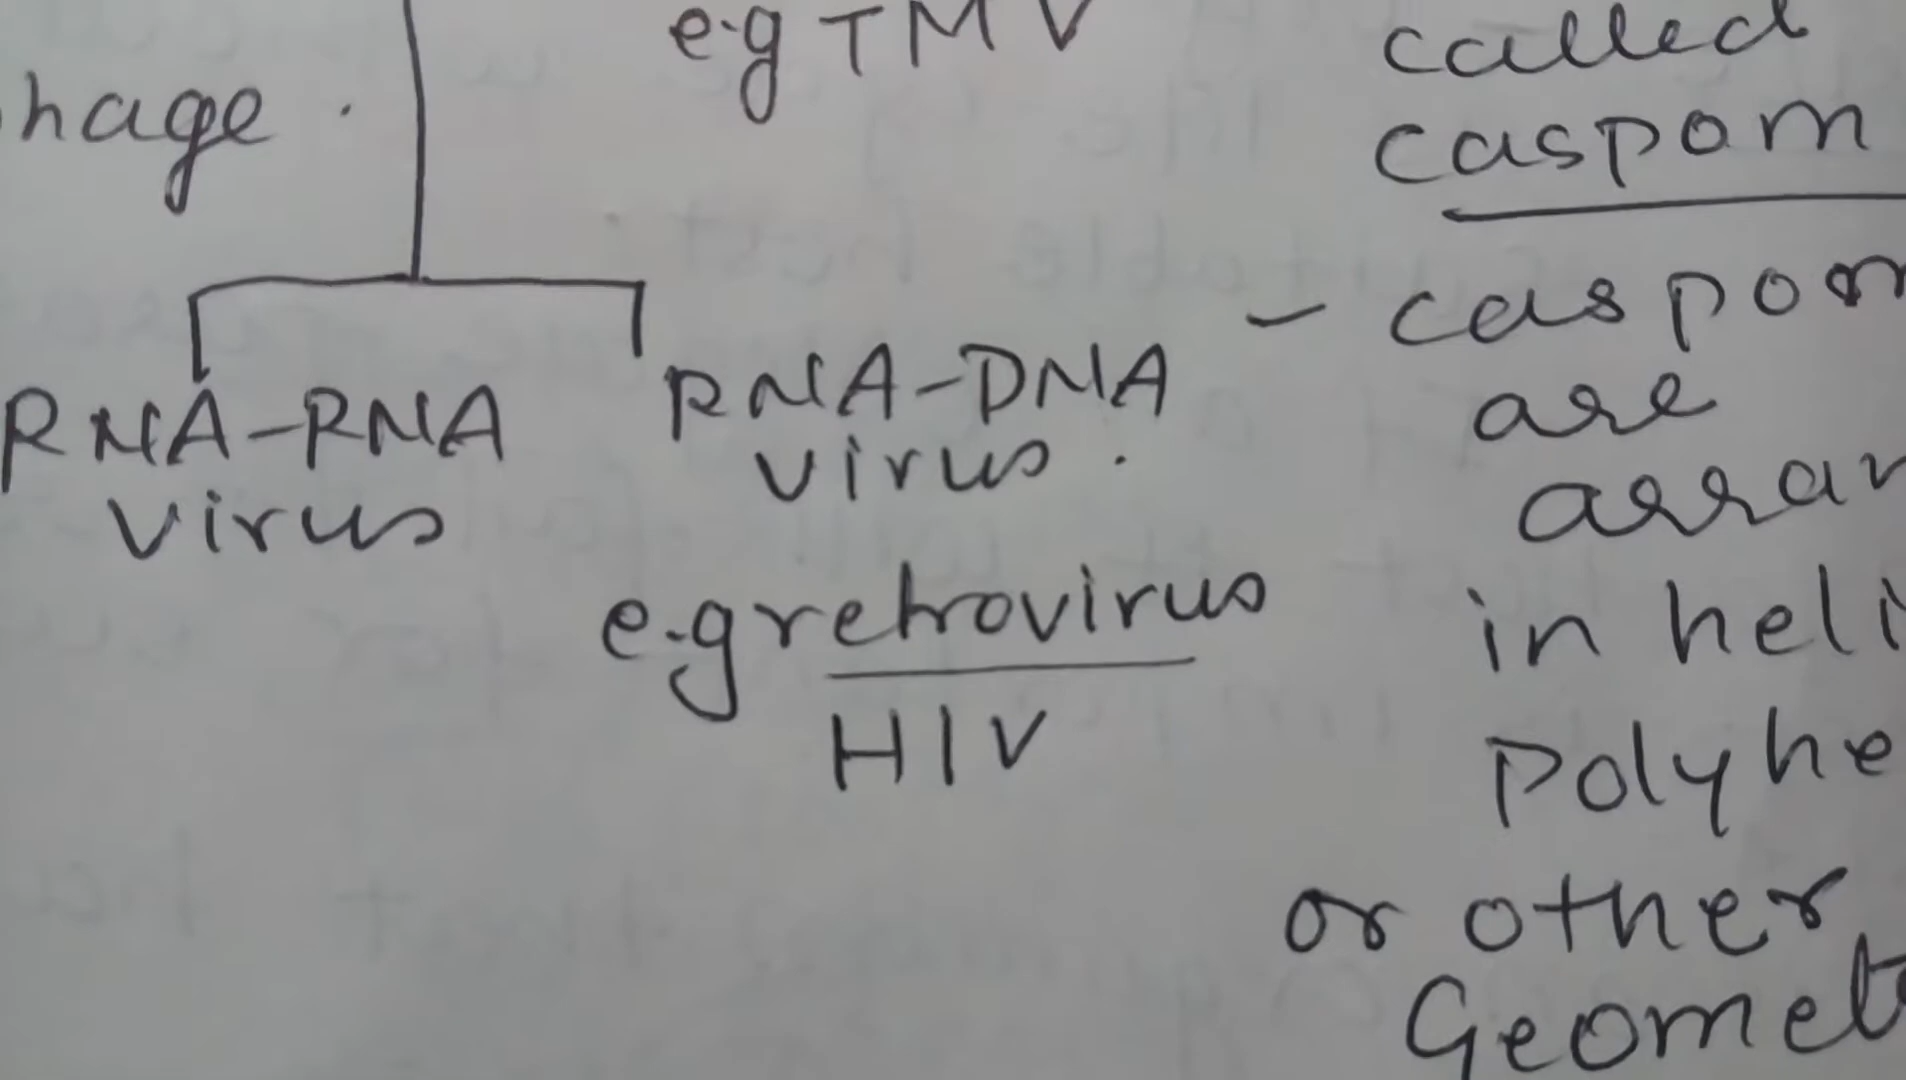 e.g TMV
hage.
RNA-RNA
virus
RNA-DNA
virus.
e.g retrovirus
HIV
called
caspom
- caspom
are
arran
in heli
Polyhe
or other
Geomet